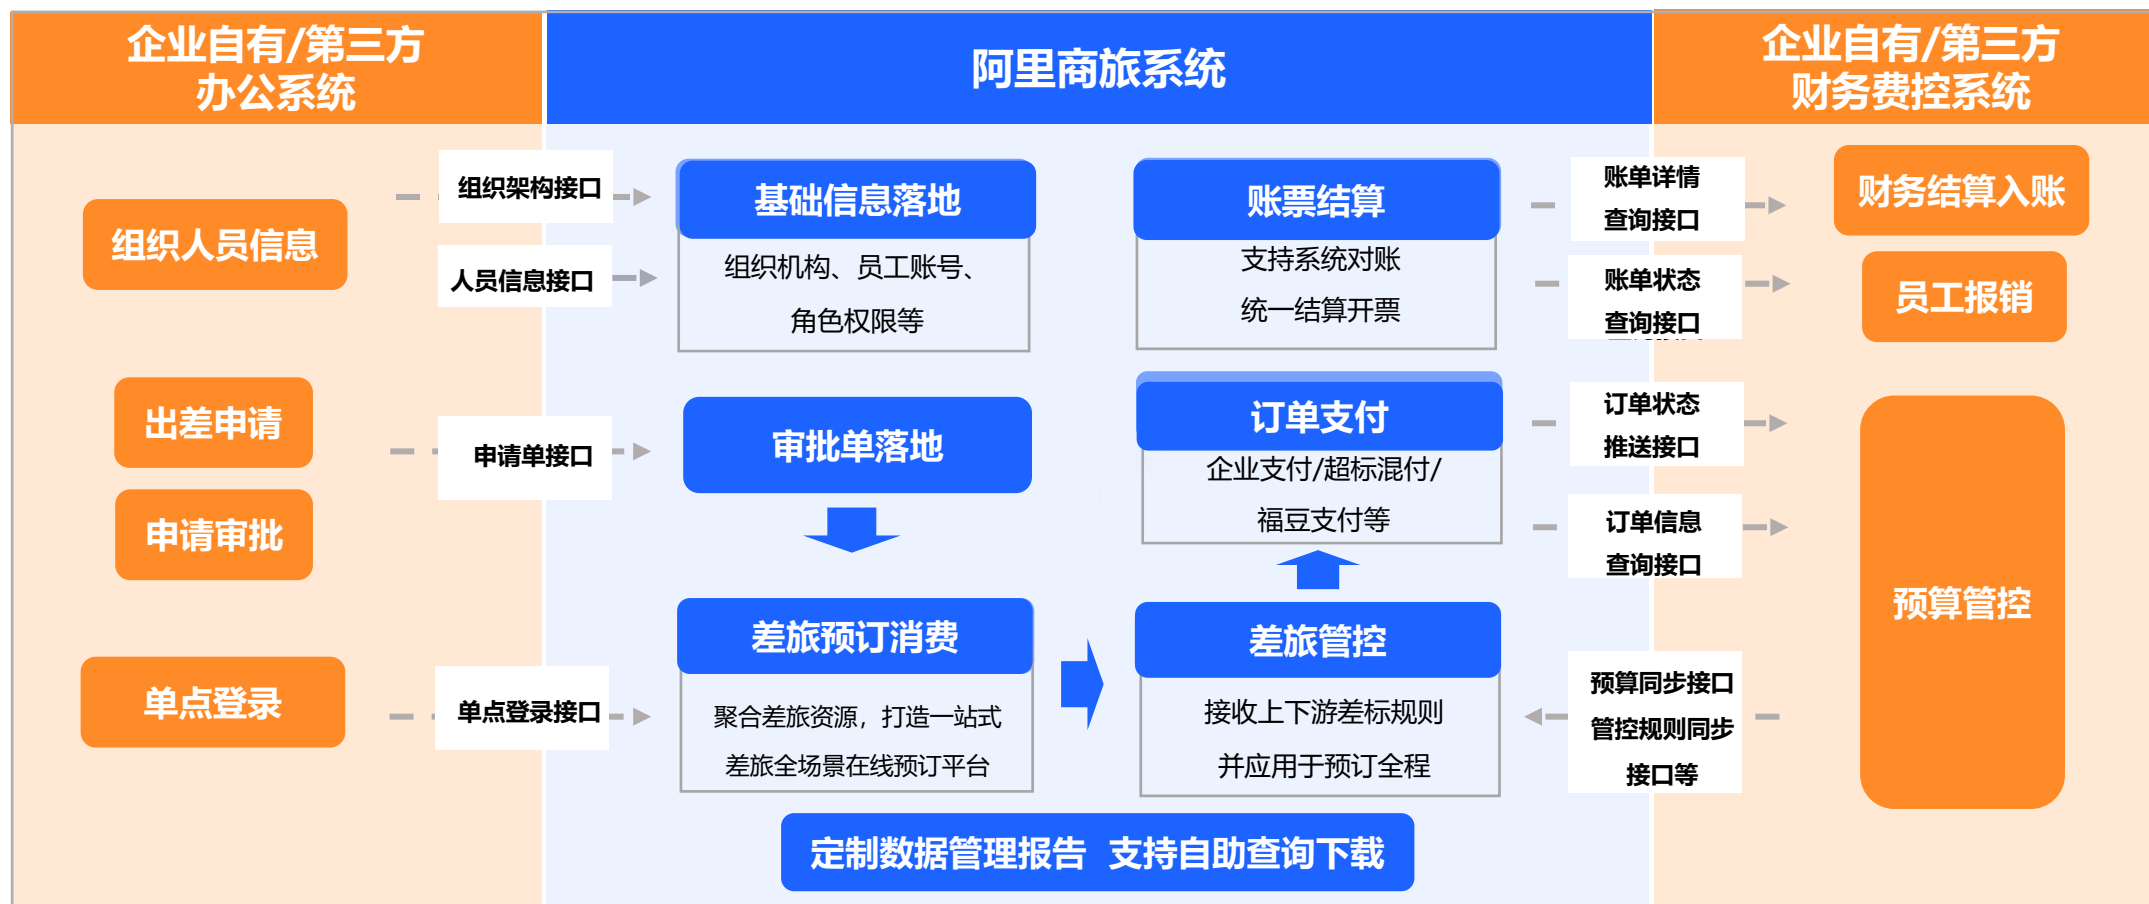 企业自有/第三方
办公系统
阿里商旅系统
企业自有/第三方
财务费控系统
组织人员信息
出差申请
申请审批
单点登录
组织架构接口
人员信息接口
申请单接口
单点登录接口
基础信息落地
组织机构、员工账号、
角色权限等
审批单落地
差旅预订消费
聚合差旅资源，打造一站式
差旅全场景在线预订平台
账票结算
支持系统对账
统一结算开票
订单支付
企业支付/超标混付/
福豆支付等
差旅管控
接收上下游差标规则
并应用于预订全程
定制数据管理报告 支持自助查询下载
账单详情
查询接口
账单状态
查询接口
订单状态
推送接口
订单信息
查询接口
预算同步接口
管控规则同步
接口等
财务结算入账
员工报销
预算管控